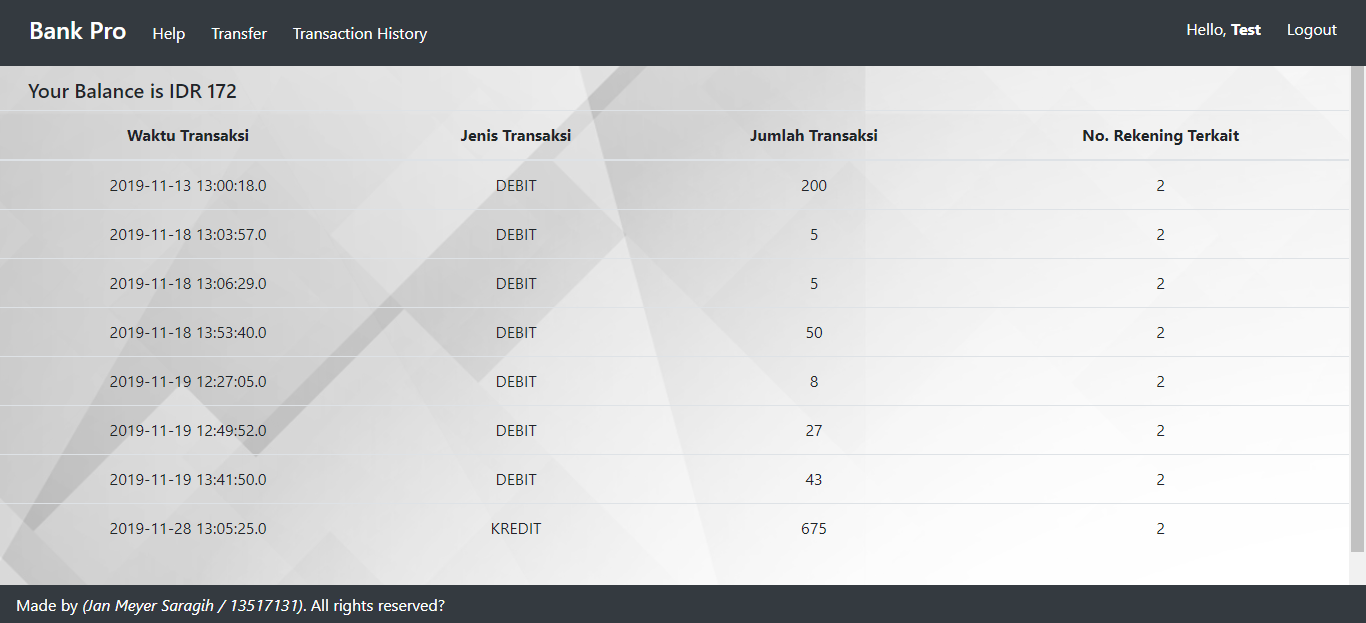 Bank Pro Help Transfer Transaction History Hello, Test Logout
Your Balance is IDR 172
Waktu Transaksi Jenis Transaksi Jumlah Transaksi No. Rekening Terkait
2019-11-13 13:00:18.0 DEBIT 200 2
2019-11-18 13:03:57.0 DEBIT 5 2
2019-11-18 13:06:29.0 DEBIT 5 2
2019-11-18 13:53:40.0 DEBIT 50 2
2019-11-19 12:27:05.0 DEBIT 8 2
2019-11-19 12:49:52.0 DEBIT 27 2
2019-11-19 13:41:50.0 DEBIT 43 2
2019-11-28 13:05:25.0 KREDIT 675 2
Made by (Jan Meyer Saragih / 13517131). All rights reserved?